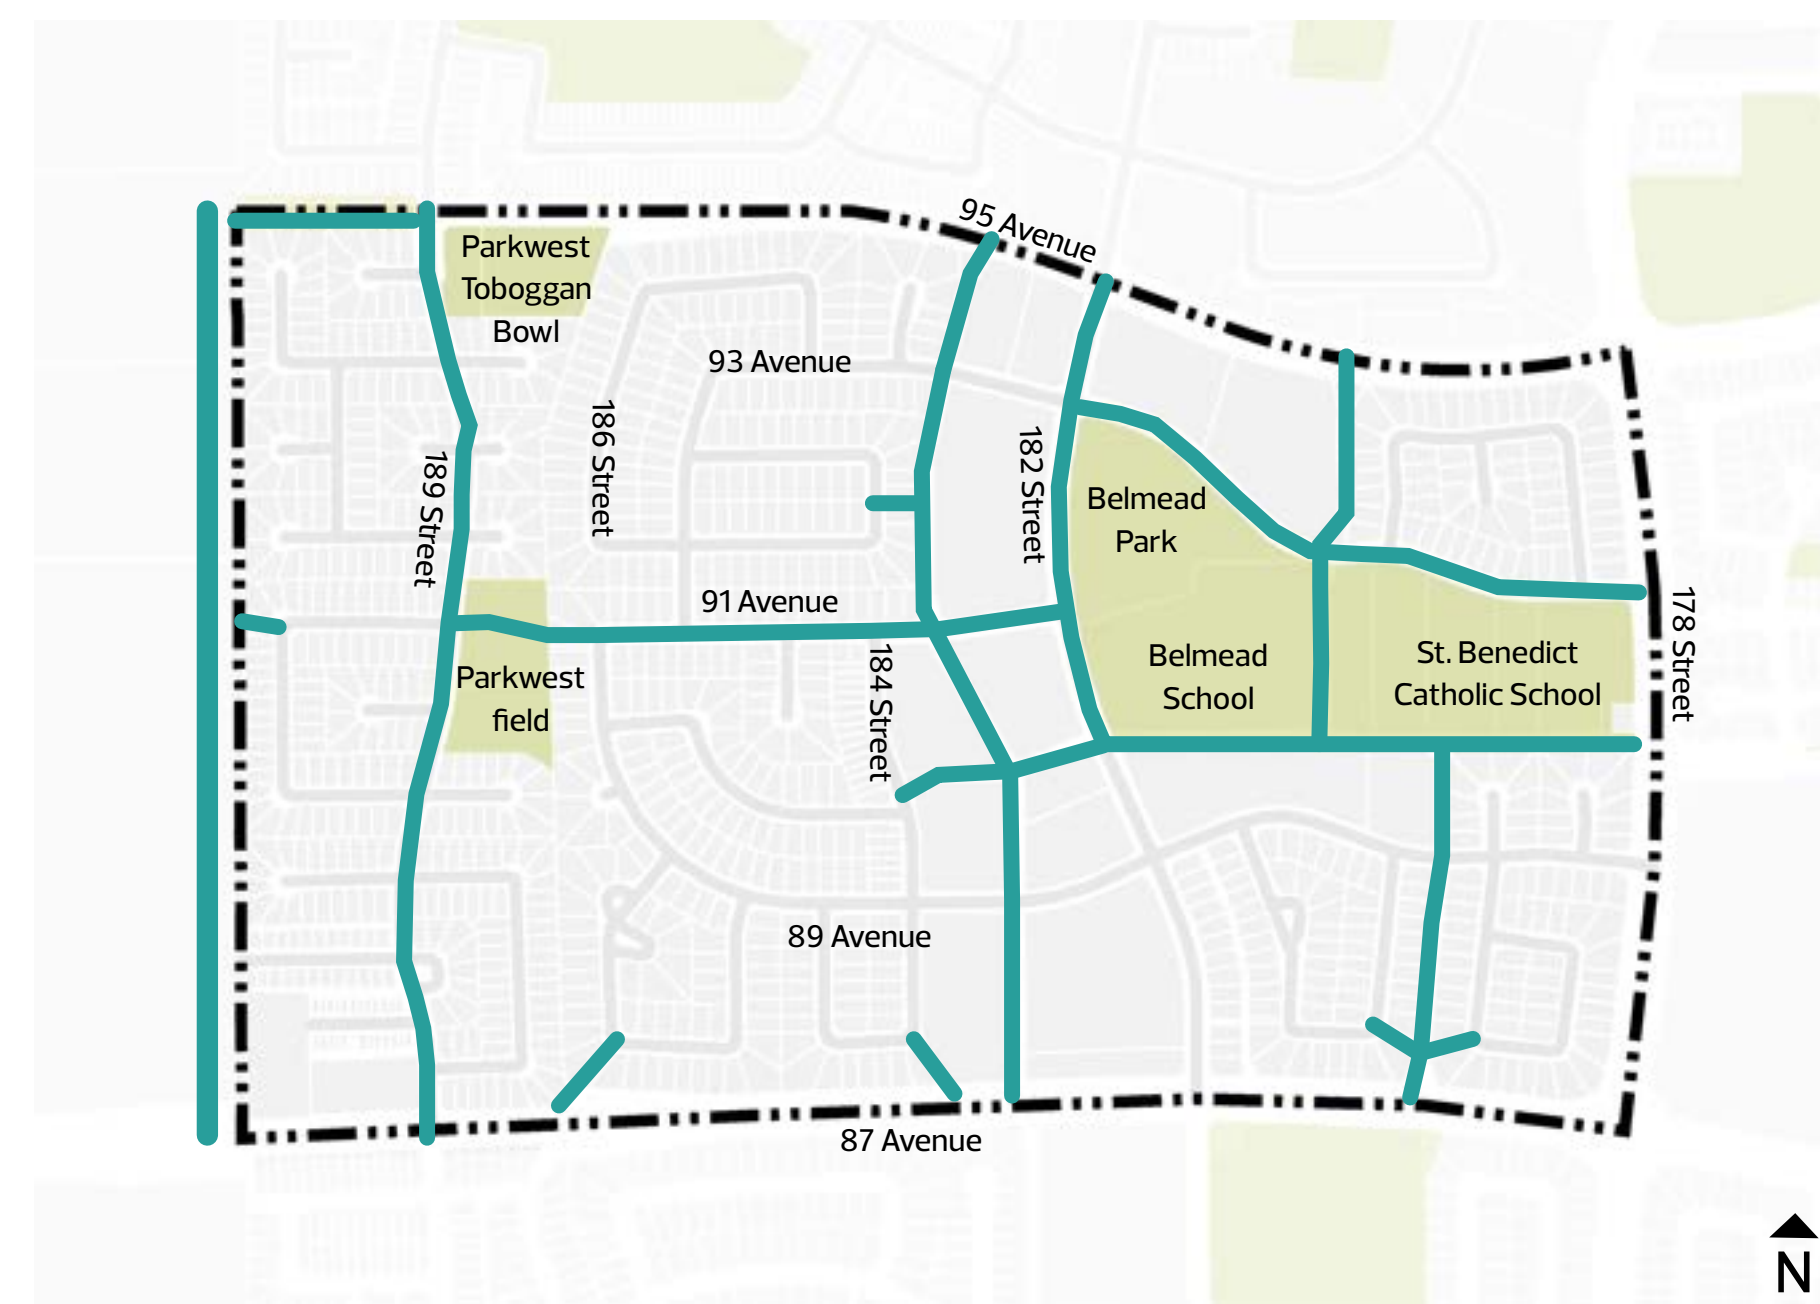 95 Avenue
Parkwest
Toboggan
Bowl
93 Avenue
186 Street
182 Street
189 Street
Belmead
Park
91 Avenue
178 Street
Parkwest
field
184 Street
Belmead
School
St. Benedict
Catholic School
89 Avenue
87 Avenue
N